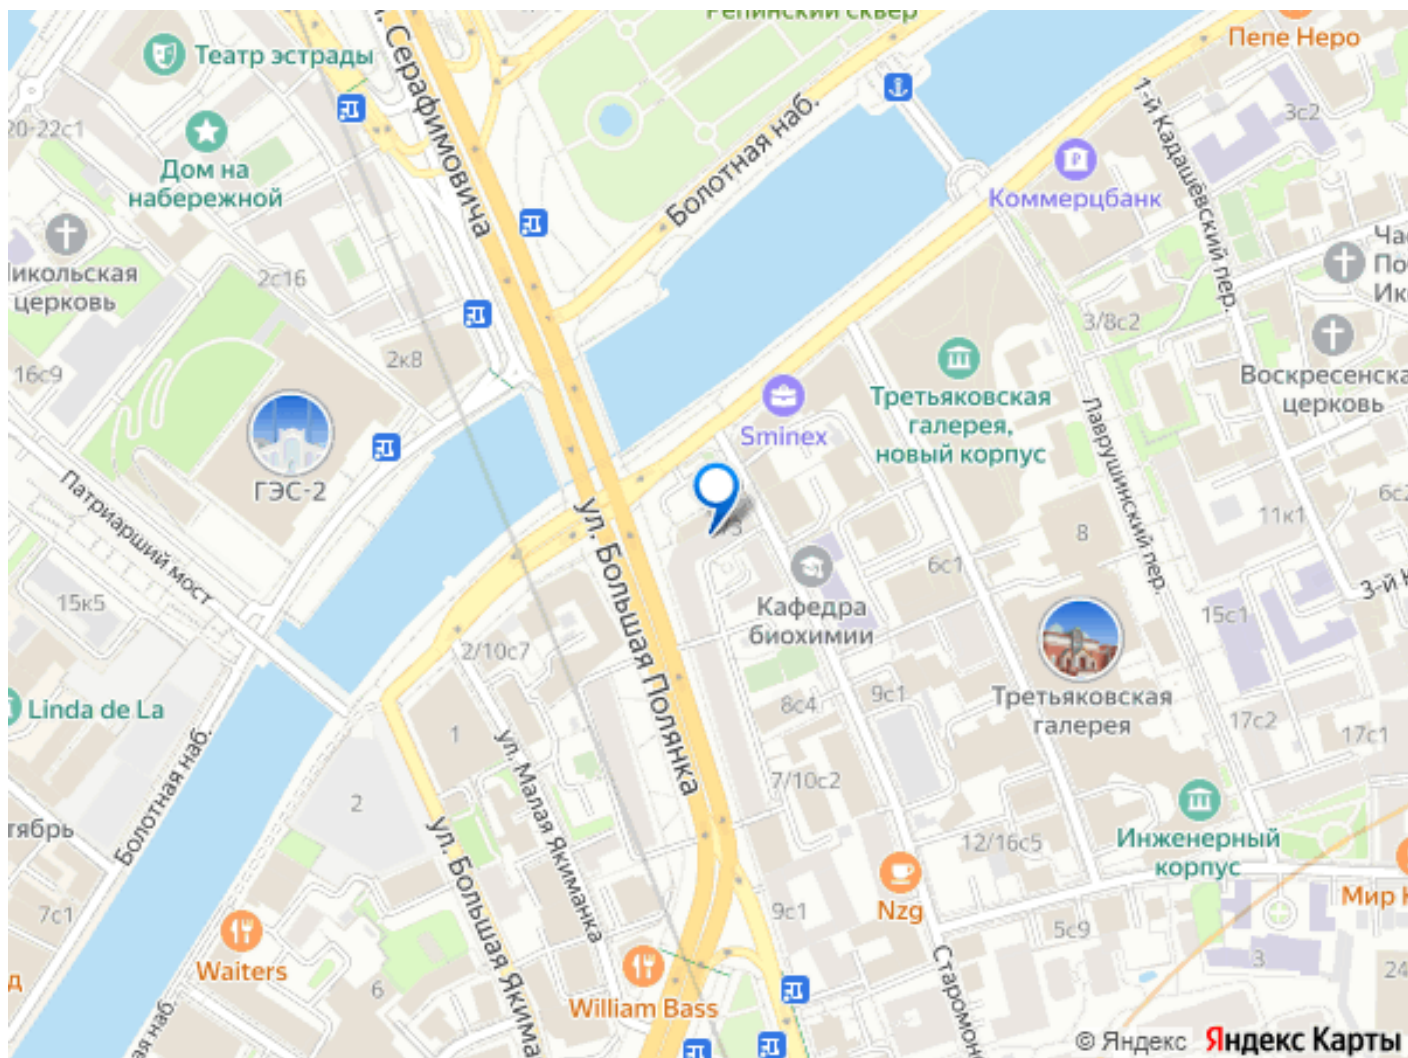 Репинский сквер
Пепе Неро
Театр эстрады
ул. Серафимовича
20-22с1
Дом на
набережной
Болотная наб.
1-й Кадашёвский пер.
3с2
Коммерцбанк
Никольская
церковь
2с16
2к8
16с9
3/8с2
Воскресенска
церковь
Третьяковская
галерея,
новый корпус
Sminex
ГЭС-2
Патриарший мост
Лаврушинский пер.
6с2
11к1
8
6с1
15к5
ул. Большая Полянка
Кафедра
биохимии
15с1
2/10с7
Linda de La
8с4
9с1
Третьяковская
галерея
17с2
17с1
1
ул. Малая Якиманка
7/10с2
2
Болотная наб.
тябрь
ул. Большая Якима
12/16с5
Инженерный
корпус
Nzg
Мир
7с1
9с1
5с9
Waiters
3
24
6
William Bass
Старомон
© Яндекс Яндекс Карты